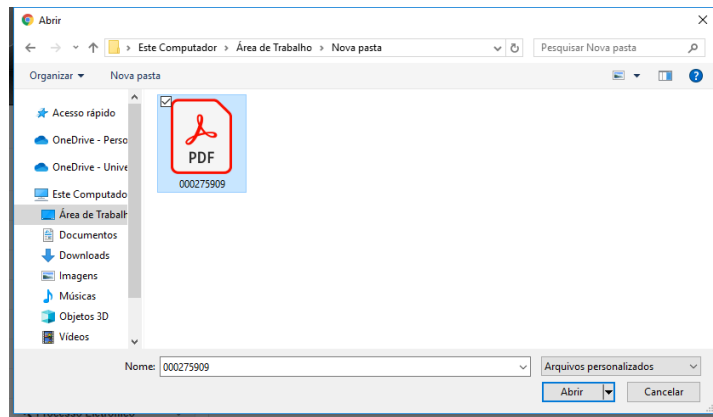 Abrir
Este Computador › Área de Trabalho › Nova pasta
Pesquisar Nova pasta
Organizar
Nova pasta
Acesso rápido
OneDrive - Perso
OneDrive - Unive
Este Computado
Área de Trabalh
Documentos
Downloads
Imagens
Músicas
Objetos 3D
Vídeos
PDF
000275909
Nome: 000275909
Arquivos personalizados
Abrir
Cancelar